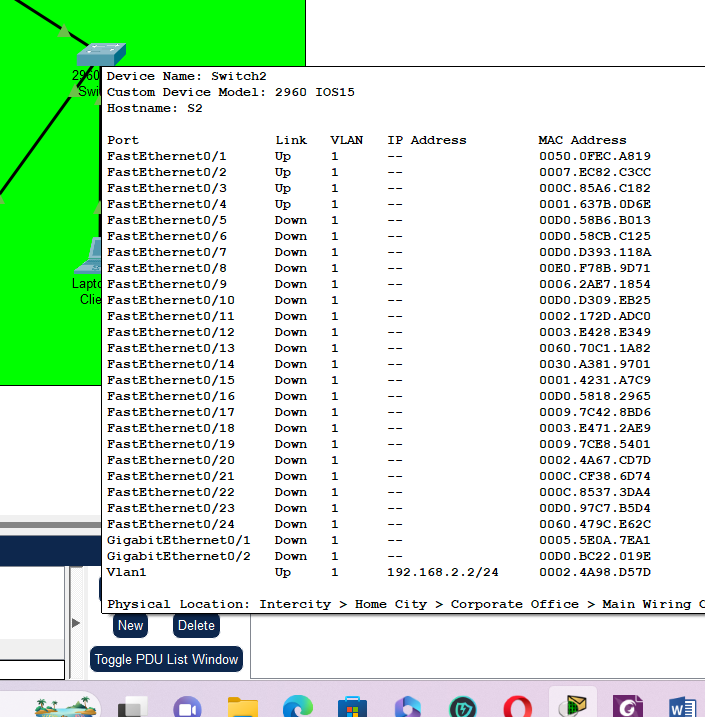 2960
Swi
Device Name: Switch2
Custom Device Model: 2960 IOS15
Hostname: S2
Port Link VLAN IP Address MAC Address
FastEthernet0/1 Up 1 -- 0050.0FEC.A819
FastEthernet0/2 Up 1 -- 0007.EC82.C3CC
FastEthernet0/3 Up 1 -- 000C.85A6.C182
FastEthernet0/4 Up 1 -- 0001.637B.0D6E
FastEthernet0/5 Down 1 -- 00D0.58B6.B013
FastEthernet0/6 Down 1 -- 00D0.58CB.C125
FastEthernet0/7 Down 1 -- 00D0.D393.118A
FastEthernet0/8 Down 1 -- 00E0.F78B.9D71
FastEthernet0/9 Down 1 -- 0006.2AE7.1854
FastEthernet0/10 Down 1 -- 00D0.D309.EB25
FastEthernet0/11 Down 1 -- 0002.172D.ADC0
FastEthernet0/12 Down 1 -- 0003.E428.E349
FastEthernet0/13 Down 1 -- 0060.70C1.1A82
FastEthernet0/14 Down 1 -- 0030.A381.9701
FastEthernet0/15 Down 1 -- 0001.4231.A7C9
FastEthernet0/16 Down 1 -- 00D0.5818.2965
FastEthernet0/17 Down 1 -- 0009.7C42.8BD6
FastEthernet0/18 Down 1 -- 0003.E471.2AE9
FastEthernet0/19 Down 1 -- 0009.7CE8.5401
FastEthernet0/20 Down 1 -- 0002.4A67.CD7D
FastEthernet0/21 Down 1 -- 000C.CF38.6D74
FastEthernet0/22 Down 1 -- 000C.8537.3DA4
FastEthernet0/23 Down 1 -- 00D0.97C7.B5D4
FastEthernet0/24 Down 1 -- 0060.479C.E62C
GigabitEthernet0/1 Down 1 -- 0005.5E0A.7EA1
GigabitEthernet0/2 Down 1 -- 00D0.BC22.019E
Vlan1 Up 1 192.168.2.2/24 0002.4A98.D57D
Physical Location: Intercity > Home City > Corporate Office > Main Wiring C
Lapto
Clie
New Delete
Toggle PDU List Window